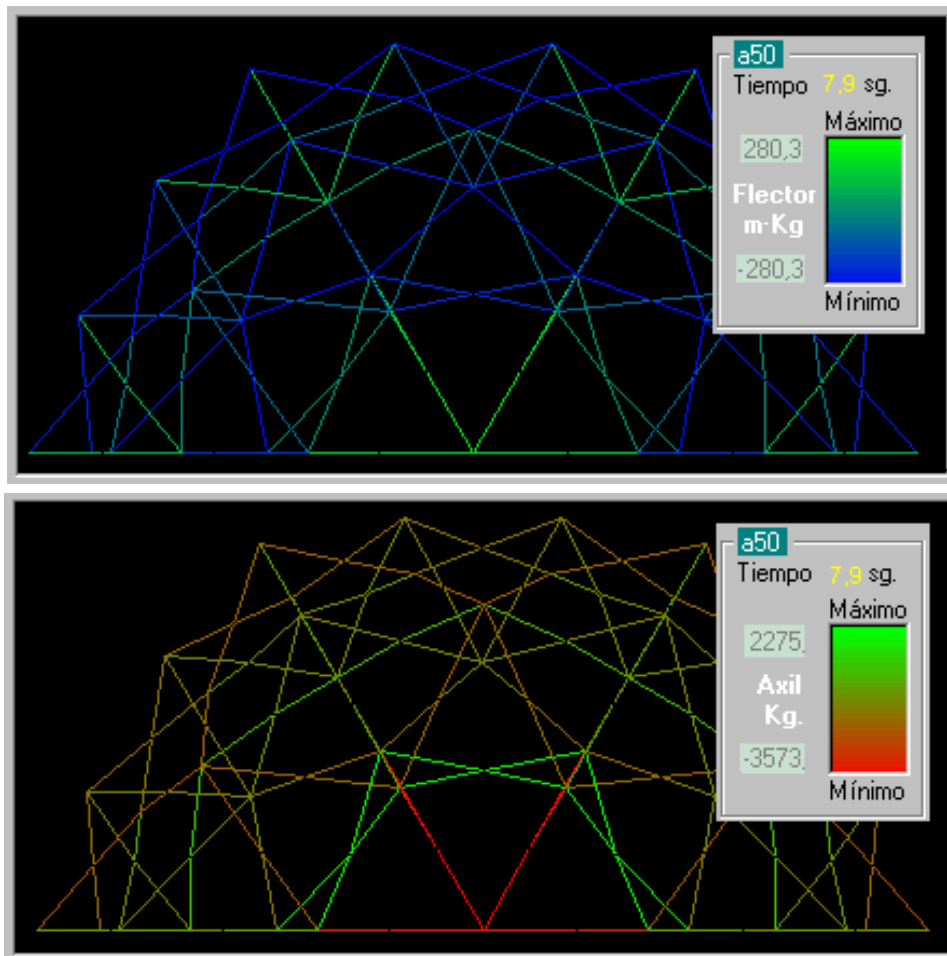 a50
Tiempo 7,9 sg.
Máximo
280,3
Flector
m·Kg
-280,3
Mínimo
a50
Tiempo 7,9 sg.
Máximo
2275,
Axil
Kg.
-3573,
Mínimo